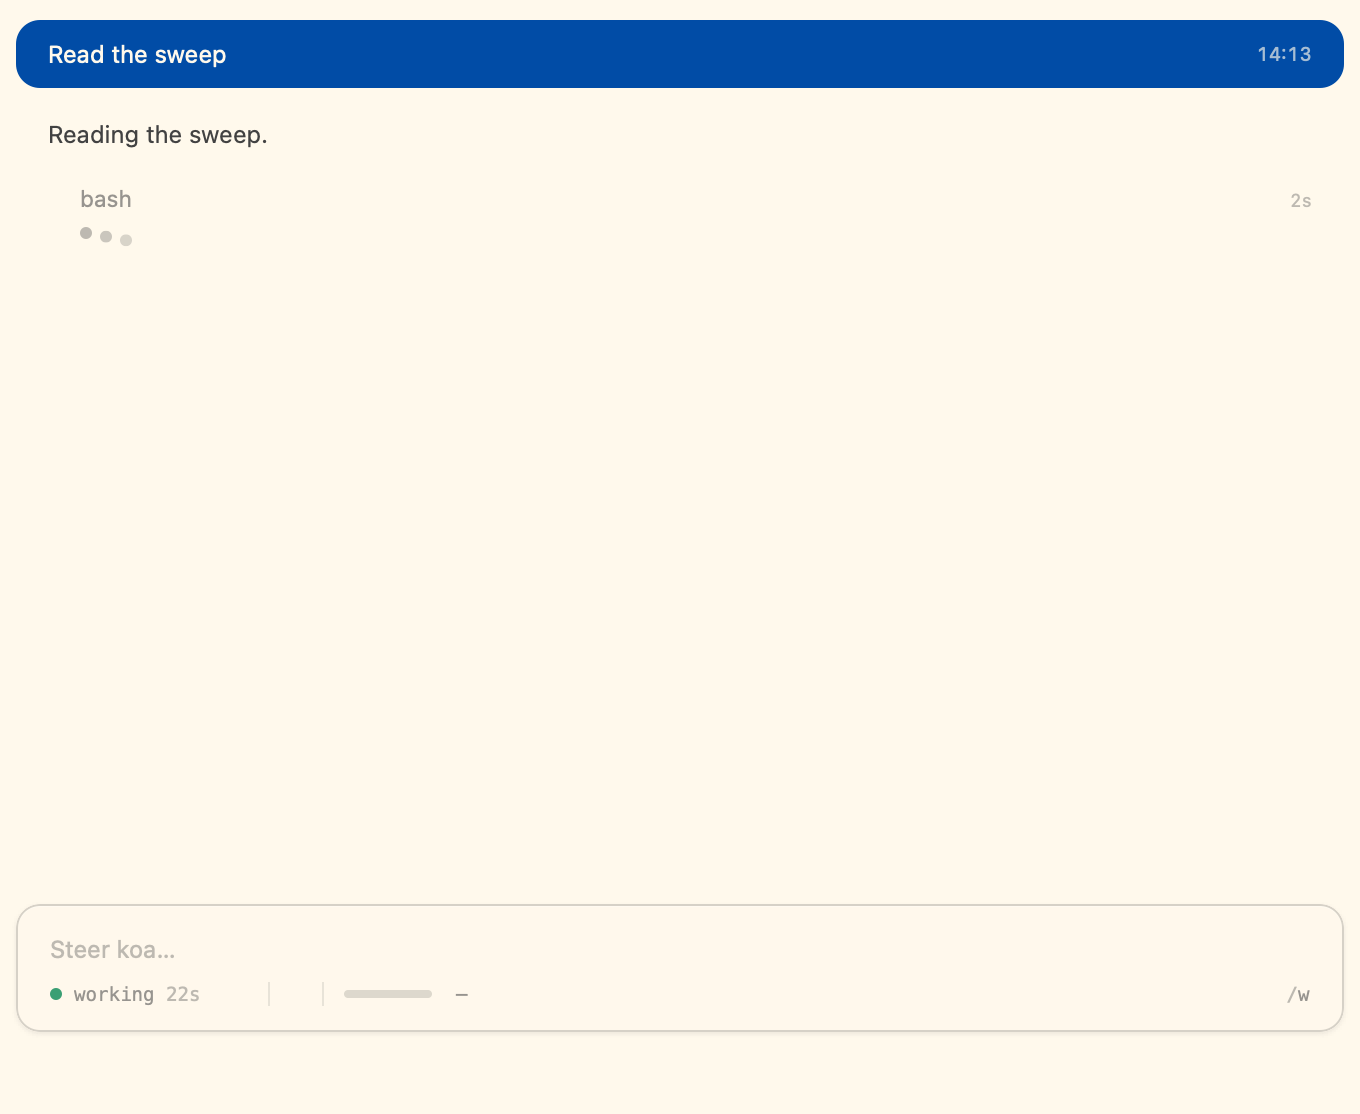 Read the sweep 14:13
Reading the sweep.
bash 2s
Steer koa…
working 22s — /w